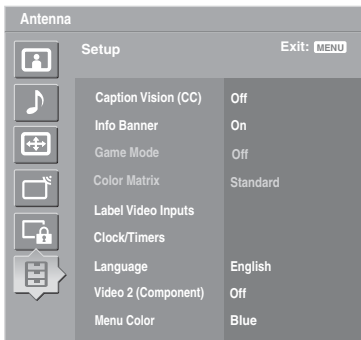 Antenna
Setup Exit: MENU
Caption Vision (CC) Off
Info Banner On
Game Mode Off
Color Matrix Standard
Label Video Inputs
Clock/Timers
Language English
Video 2 (Component) Off
Menu Color Blue